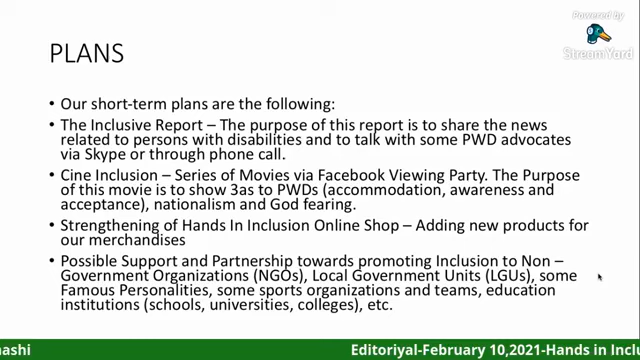 Powered by
StreamYard
PLANS
• Our short-term plans are the following:
• The Inclusive Report – The purpose of this report is to share the news
related to persons with disabilities and to talk with some PWD advocates
via Skype or through phone call.
• Cine Inclusion – Series of Movies via Facebook Viewing Party. The Purpose
of this movie is to show 3as to PWDs (accommodation, awareness and
acceptance), nationalism and God fearing.
• Strengthening of Hands In Inclusion Online Shop – Adding new products for
our merchandises
• Possible Support and Partnership towards promoting Inclusion to Non –
Government Organizations (NGOs), Local Government Units (LGUs), some
Famous Personalities, some sports organizations and teams, education
institutions (schools, universities, colleges), etc.
ashi Editoriyal-February 10,2021-Hands in Inclu